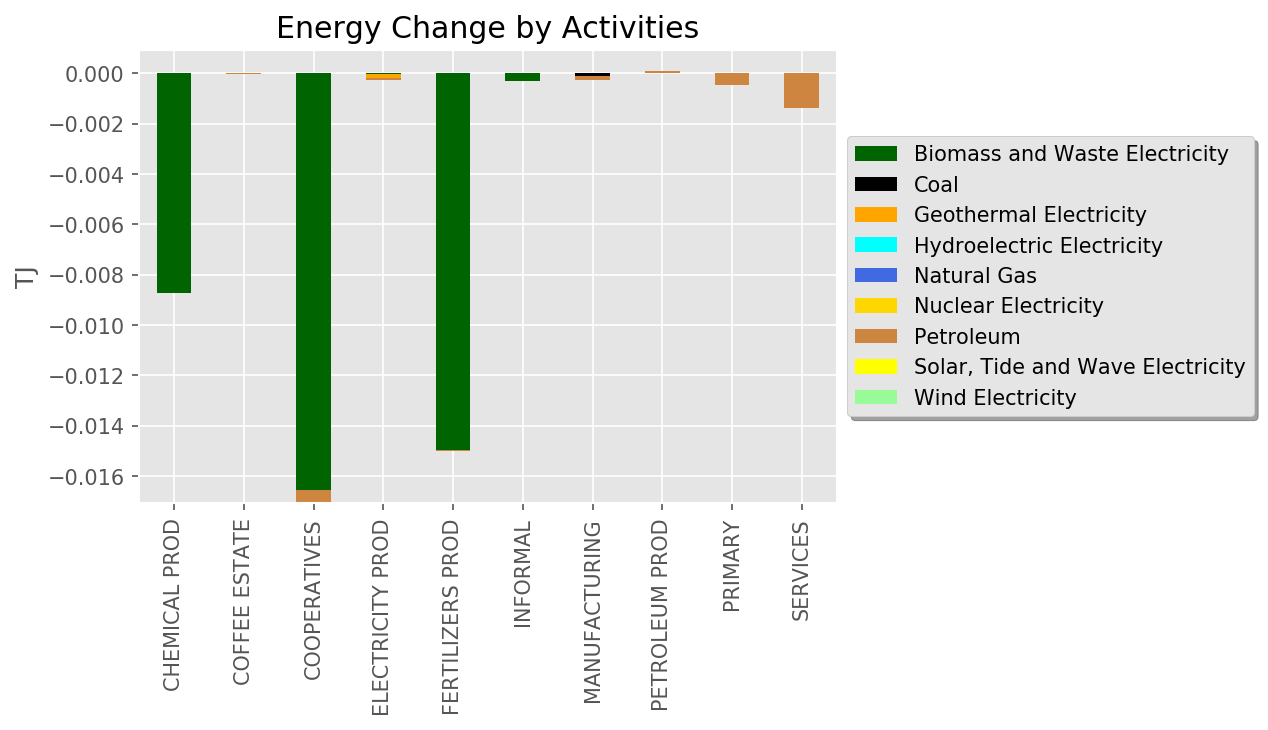 Energy Change by Activities
TJ
0.000
−0.002
−0.004
−0.006
−0.008
−0.010
−0.012
−0.014
−0.016
CHEMICAL PROD
COFFEE ESTATE
COOPERATIVES
ELECTRICITY PROD
FERTILIZERS PROD
INFORMAL
MANUFACTURING
PETROLEUM PROD
PRIMARY
SERVICES
Biomass and Waste Electricity
Coal
Geothermal Electricity
Hydroelectric Electricity
Natural Gas
Nuclear Electricity
Petroleum
Solar, Tide and Wave Electricity
Wind Electricity